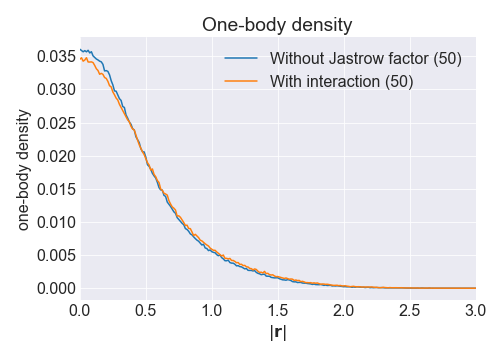 One-body density
Without Jastrow factor (50)
With interaction (50)
one-body density
0.035
0.030
0.025
0.020
0.015
0.010
0.005
0.000
0.0 0.5 1.0 1.5 2.0 2.5 3.0
|r|